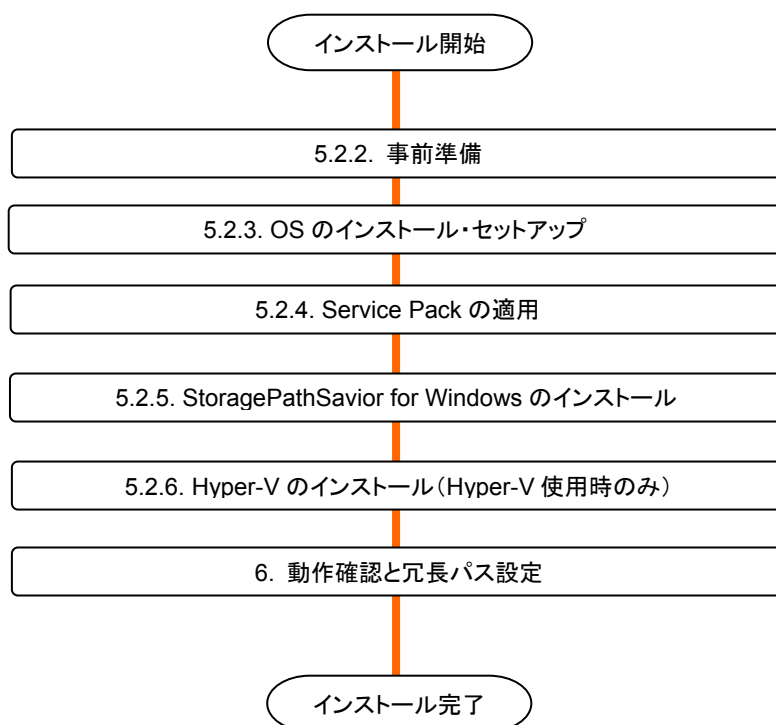 インストール開始
5.2.2. 事前準備
5.2.3. OS のインストール・セットアップ
5.2.4. Service Pack の適用
5.2.5. StoragePathSavior for Windows のインストール
5.2.6. Hyper-V のインストール（Hyper-V 使用時のみ）
6. 動作確認と冗長パス設定
インストール完了